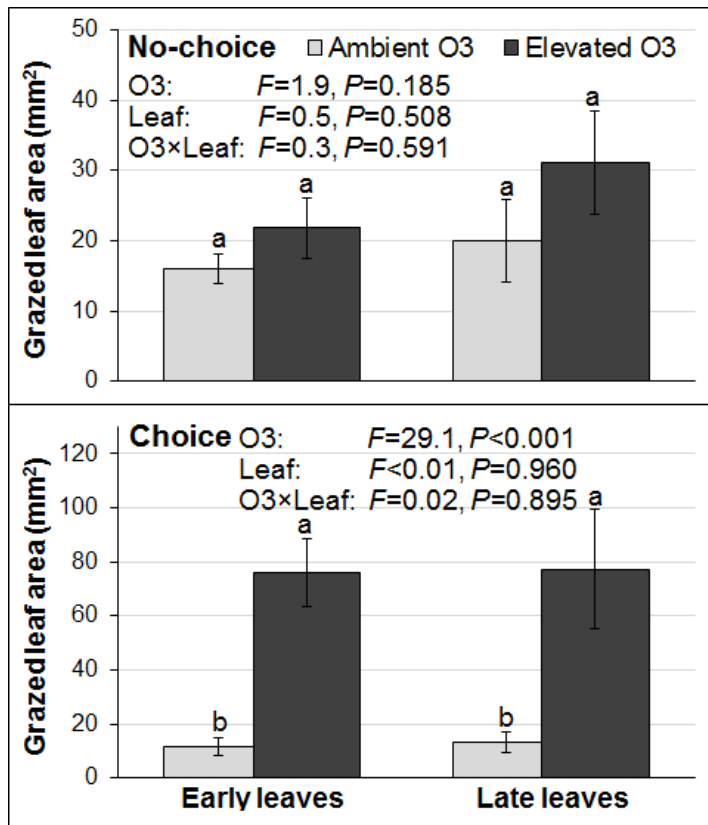 No-choice Ambient O3 Elevated O3
O3: F=1.9, P=0.185
Leaf: F=0.5, P=0.508
O3×Leaf: F=0.3, P=0.591
Grazed leaf area (mm²)
50
40
30
20
10
0
a
a
a
a
Choice O3: F=29.1, P<0.001
Leaf: F<0.01, P=0.960
O3×Leaf: F=0.02, P=0.895
Grazed leaf area (mm²)
120
100
80
60
40
20
0
b
a
b
a
Early leaves Late leaves